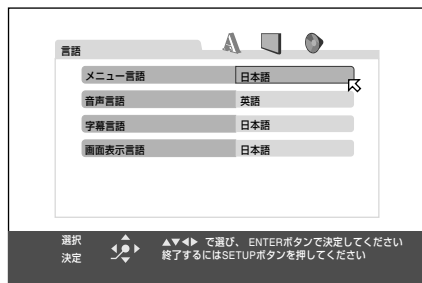 言語
メニュー言語 日本語
音声言語 英語
字幕言語 日本語
画面表示言語 日本語
選択
決定
▲▼◀▶ で選び、 ENTERボタンで決定してください
終了するにはSETUPボタンを押してください